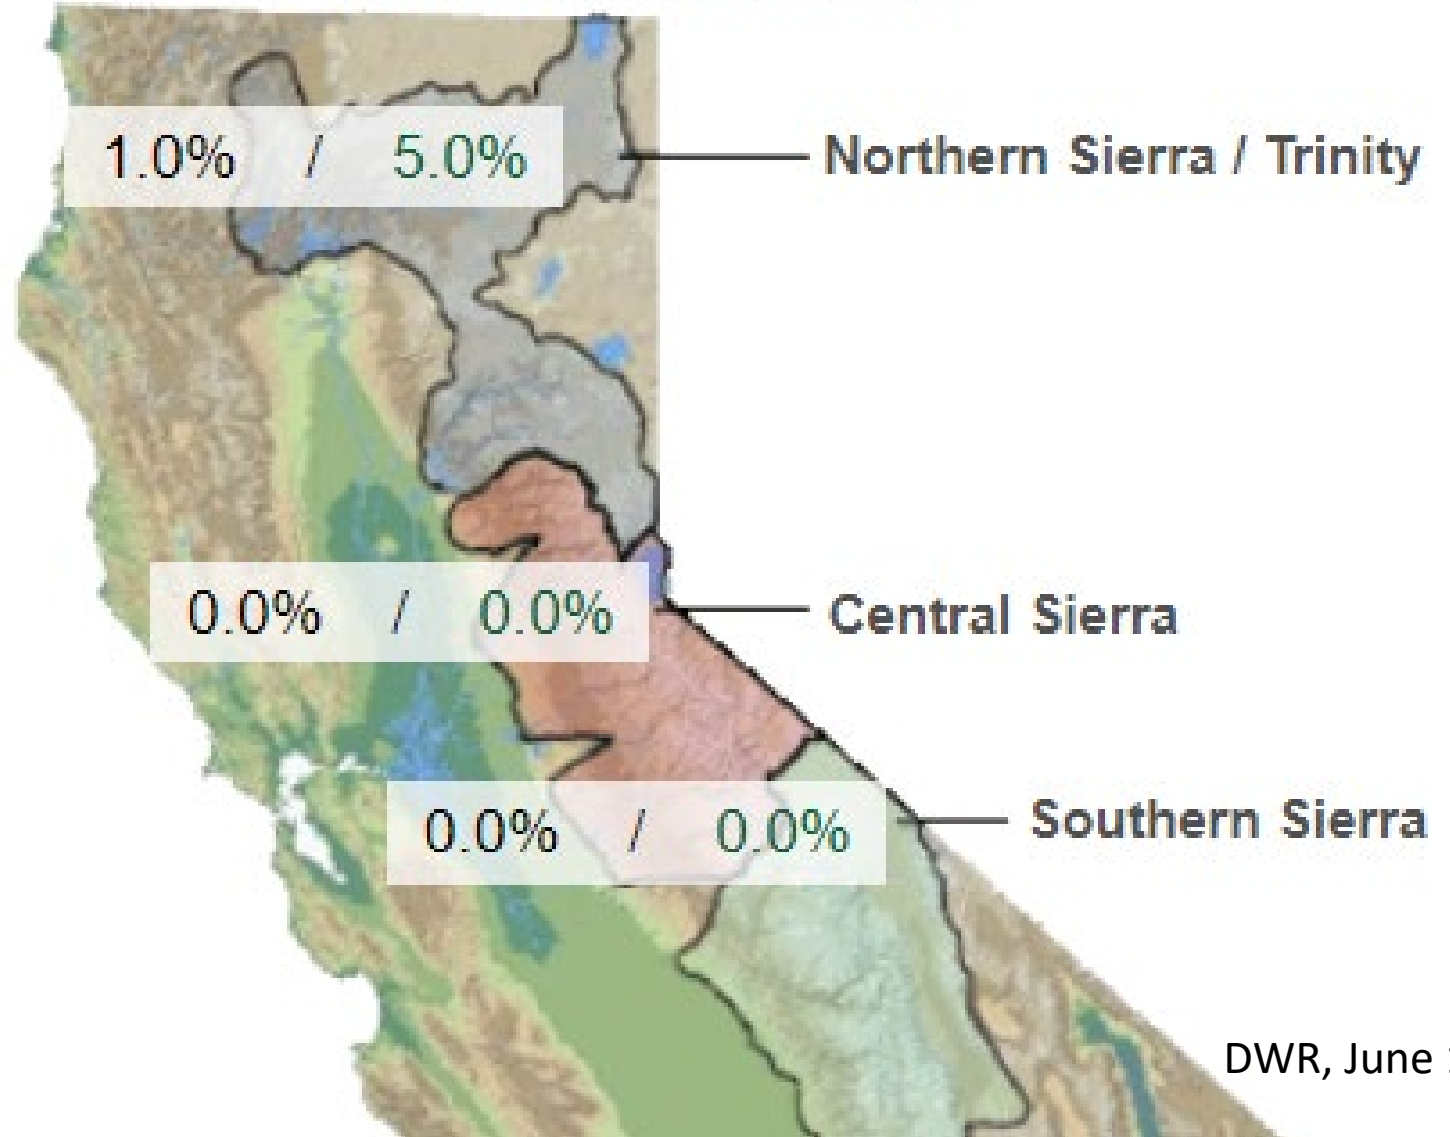 1.0% / 5.0% Northern Sierra / Trinity
0.0% / 0.0% Central Sierra
0.0% / 0.0% Southern Sierra
DWR, June